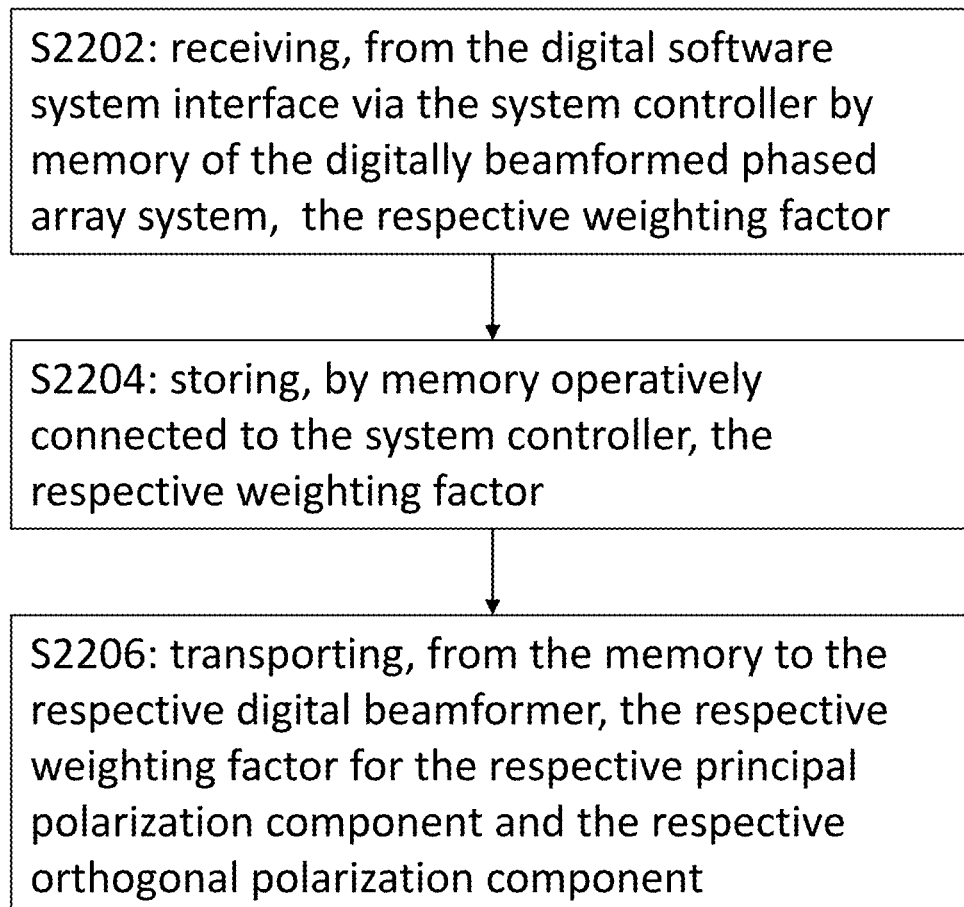 S2202: receiving, from the digital software
system interface via the system controller by
memory of the digitally beamformed phased
array system,  the respective weighting factor
S2204: storing, by memory operatively
connected to the system controller, the
respective weighting factor
S2206: transporting, from the memory to the
respective digital beamformer, the respective
weighting factor for the respective principal
polarization component and the respective
orthogonal polarization component